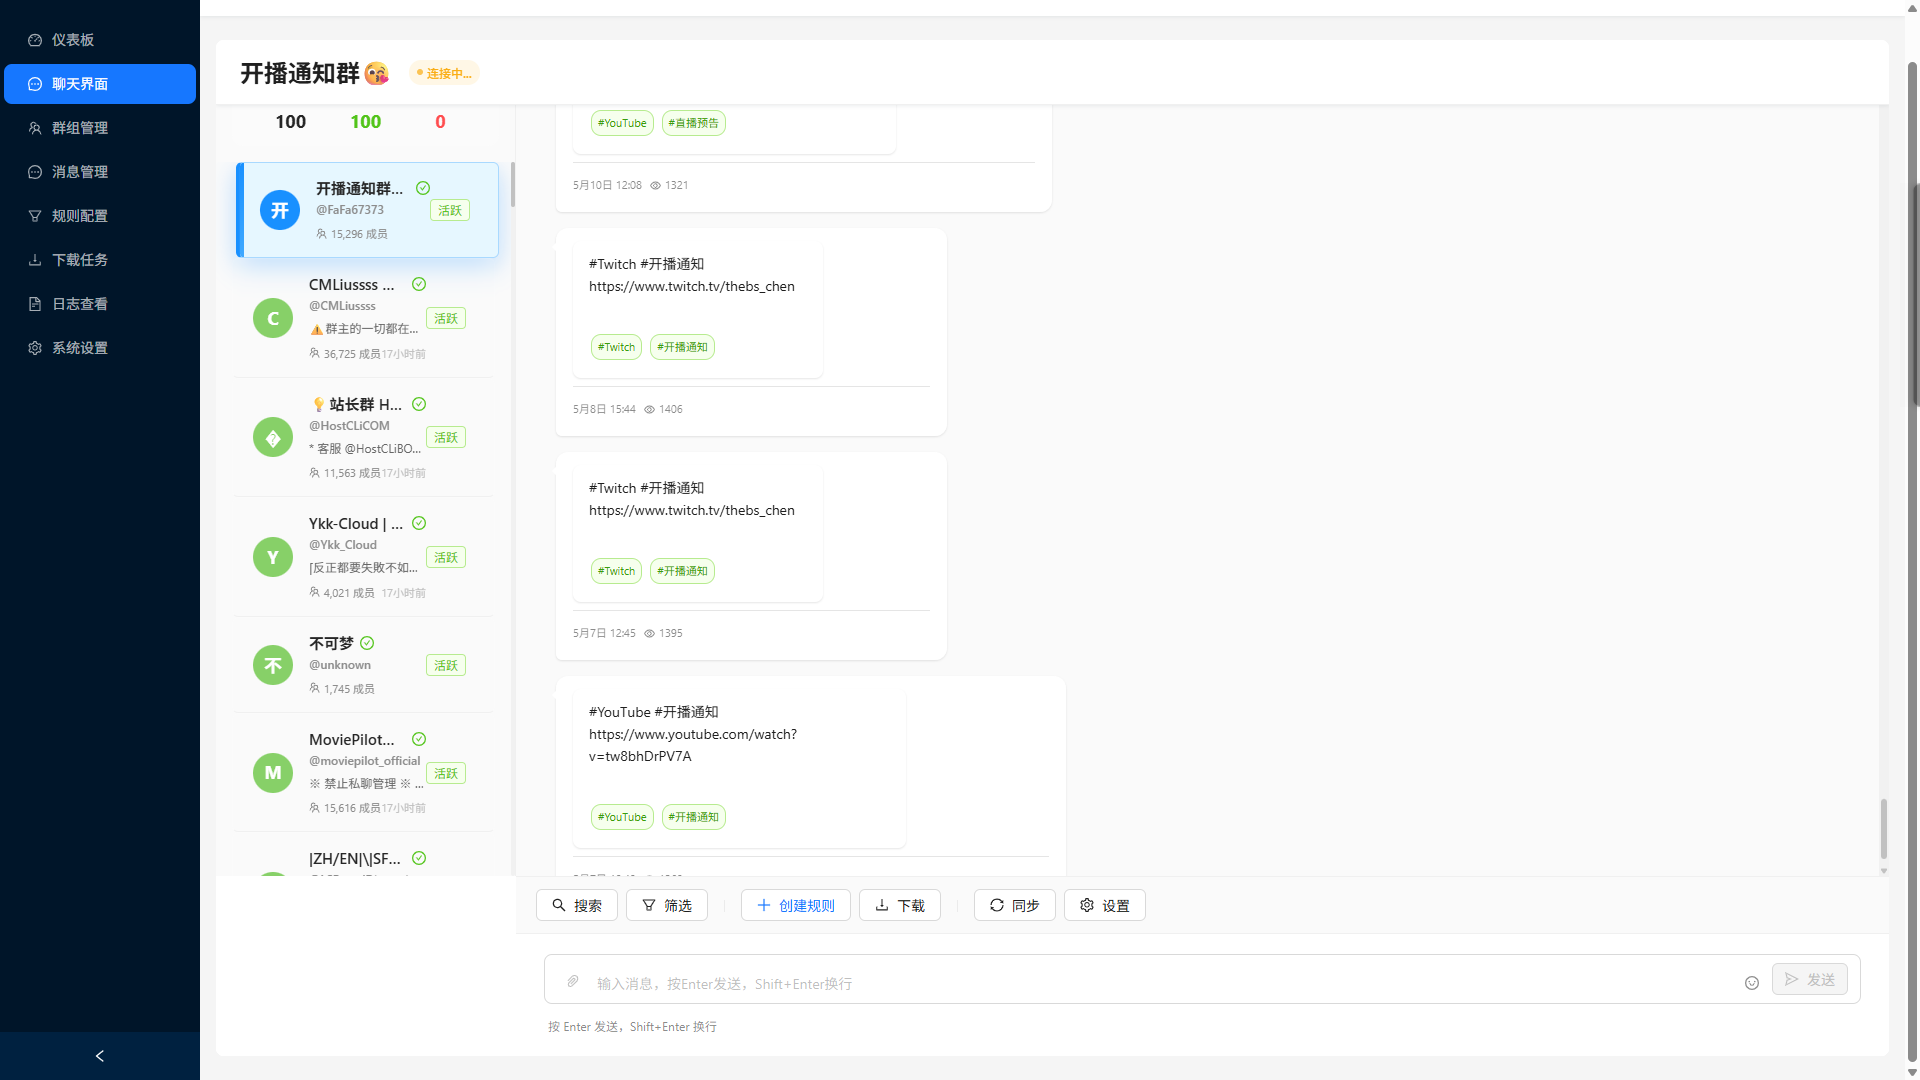 仪表板
聊天界面
群组管理
消息管理
规则配置
下载任务
日志查看
系统设置
开播通知群😘
连接中...
100
100
0
开播通知群...
@FaFa67373
活跃
15,296 成员
开
CMLiussss ...
@CMLiussss
⚠️群主的一切都在...
活跃
36,725 成员17小时前
C
💡站长群 H...
@HostCLiCOM
* 客服 @HostCLiBO...
活跃
11,563 成员17小时前
Ykk-Cloud | ...
@Ykk_Cloud
⌈反正都要失敗不如...
活跃
4,021 成员 17小时前
Y
不可梦
@unknown
活跃
1,745 成员
不
MoviePilot...
@moviepilot_official
※ 禁止私聊管理 ※ ...
活跃
15,616 成员17小时前
M
|ZH/EN|\|SF...
#YouTube #直播预告
5月10日 12:08 1321
#Twitch #开播通知
https://www.twitch.tv/thebs_chen
#Twitch #开播通知
5月8日 15:44 1406
#Twitch #开播通知
https://www.twitch.tv/thebs_chen
#Twitch #开播通知
5月7日 12:45 1395
#YouTube #开播通知
https://www.youtube.com/watch?
v=tw8bhDrPV7A
#YouTube #开播通知
搜索 筛选 创建规则 下载 同步 设置
输入消息，按Enter发送，Shift+Enter换行
发送
按 Enter 发送，Shift+Enter 换行